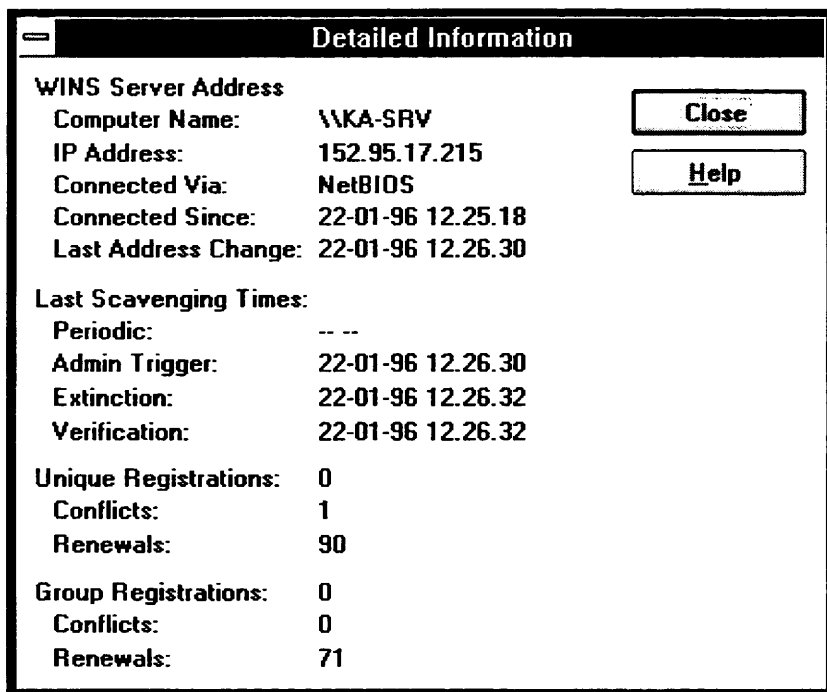 Detailed Information
WINS Server Address
Close
Computer Name: \\KA-SRV
IP Address: 152.95.17.215
Help
Connected Via: NetBIOS
Connected Since: 22-01-96 12.25.18
Last Address Change: 22-01-96 12.26.30
Last Scavenging Times:
Periodic: -- --
Admin Trigger: 22-01-96 12.26.30
Extinction: 22-01-96 12.26.32
Verification: 22-01-96 12.26.32
Unique Registrations: 0
Conflicts: 1
Renewals: 90
Group Registrations: 0
Conflicts: 0
Renewals: 71